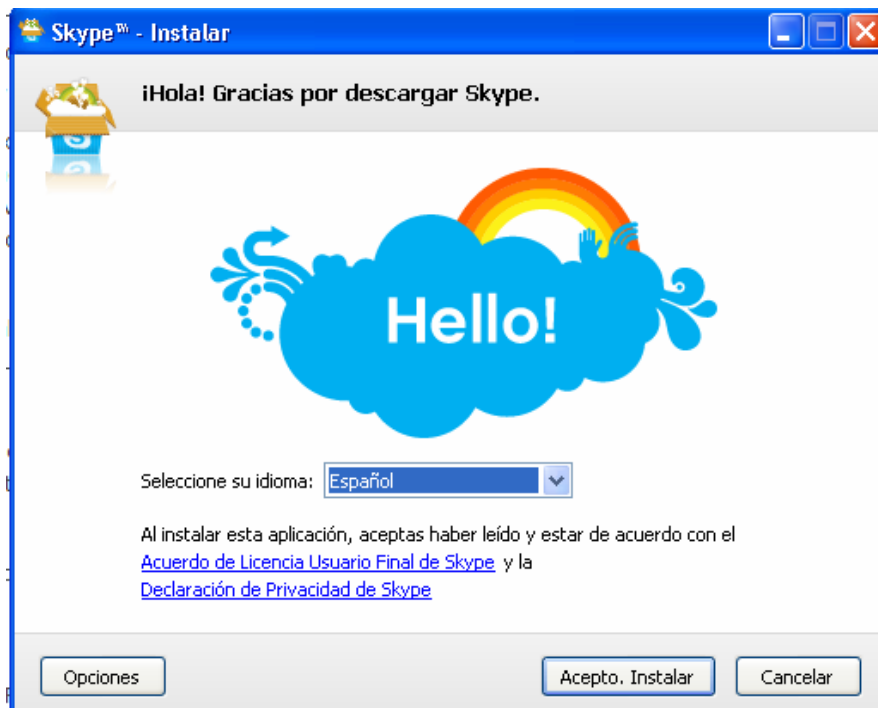 Skype™ - Instalar
¡Hola! Gracias por descargar Skype.
Hello!
Seleccione su idioma: Español
Al instalar esta aplicación, aceptas haber leído y estar de acuerdo con el
Acuerdo de Licencia Usuario Final de Skype y la
Declaración de Privacidad de Skype
Opciones Acepto. Instalar Cancelar